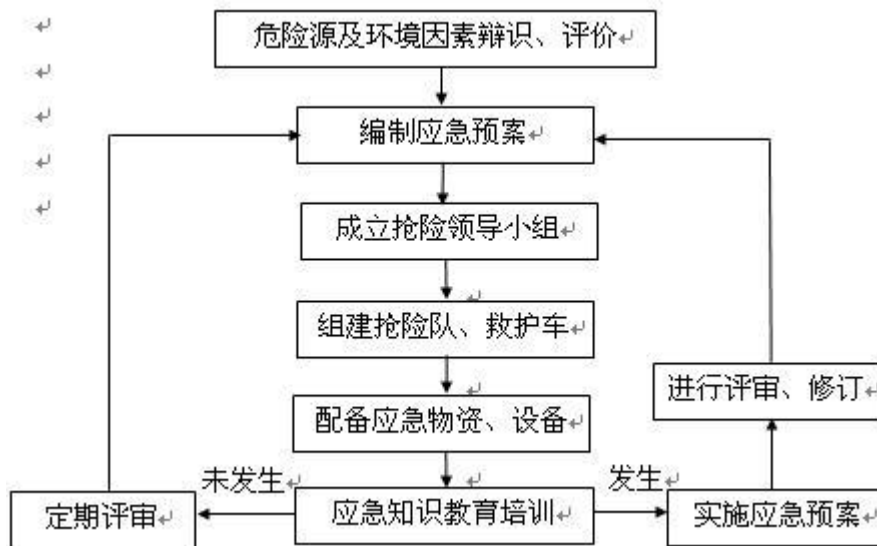 危险源及环境因素辩识、评价
编制应急预案
成立抢险领导小组
组建抢险队、救护车
进行评审、修订
配备应急物资、设备
未发生
发生
定期评审
应急知识教育培训
实施应急预案